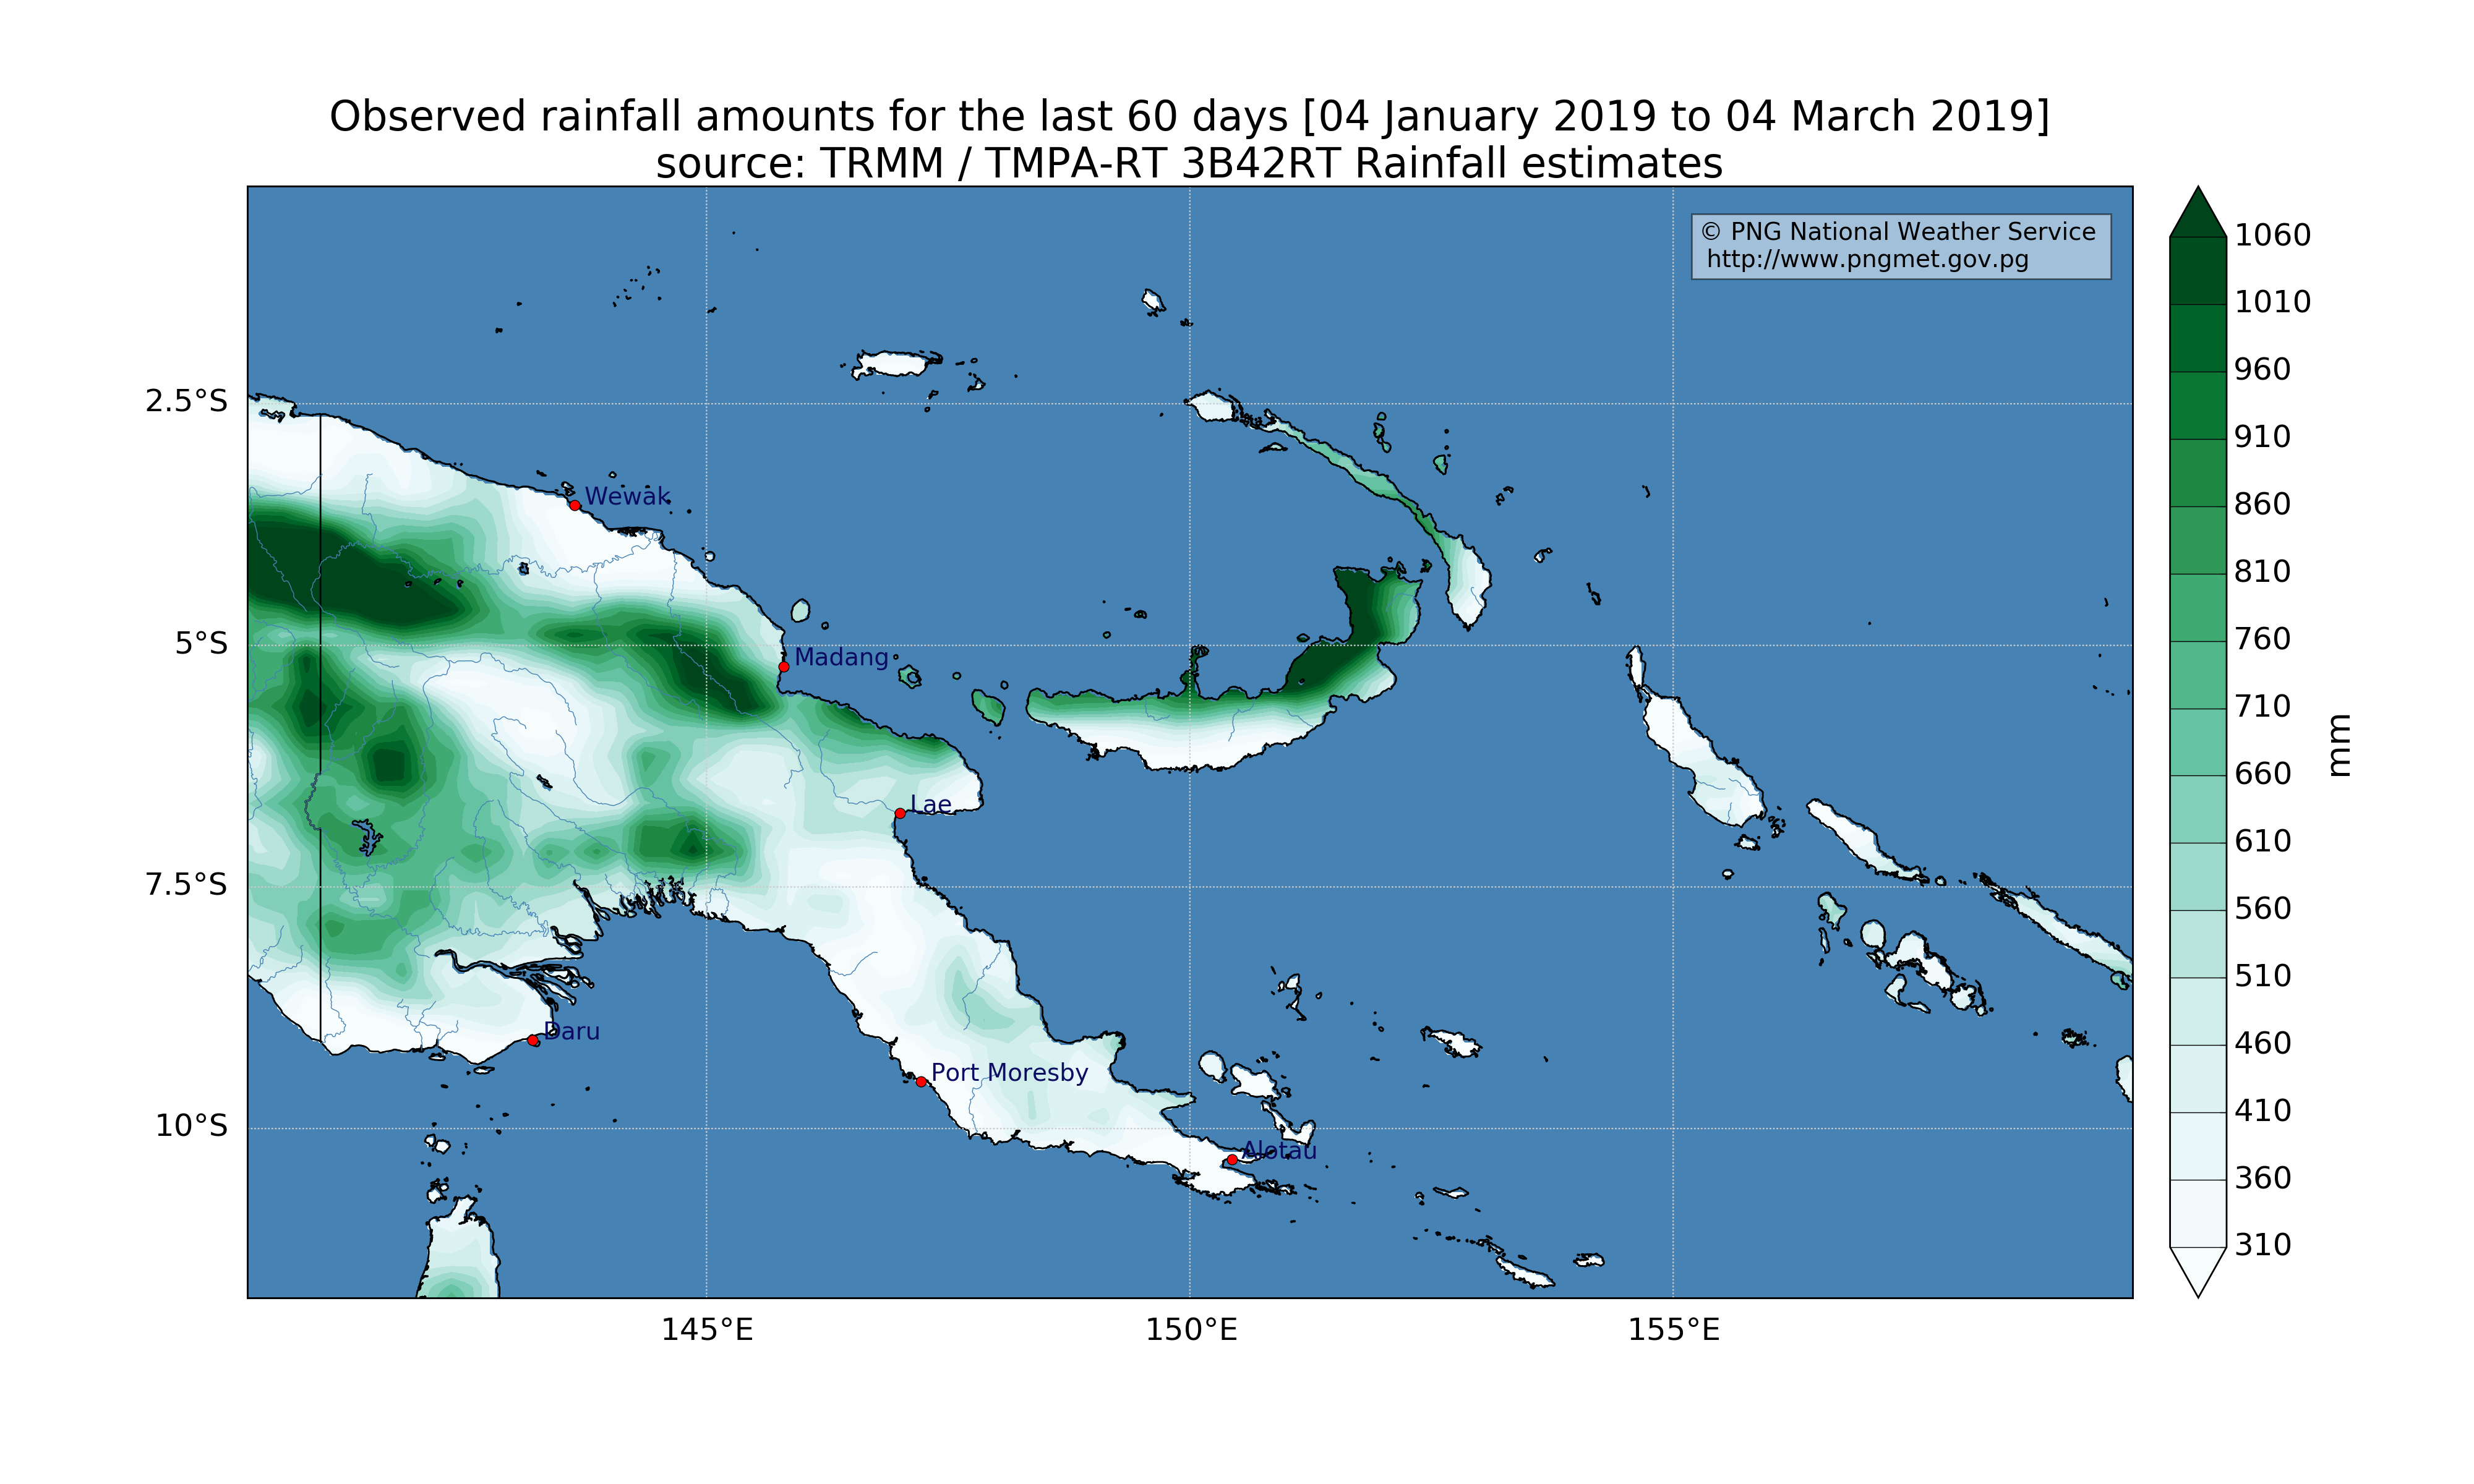 Observed rainfall amounts for the last 60 days [04 January 2019 to 04 March 2019]
source: TRMM / TMPA-RT 3B42RT Rainfall estimates
© PNG National Weather Service
http://www.pngmet.gov.pg
1060
1010
960
910
860
810
760
710
660
610
560
510
460
410
360
310
mm
2.5°S
5°S
7.5°S
10°S
Wewak
Madang
Lae
Daru
Port Moresby
Alotau
145°E
150°E
155°E